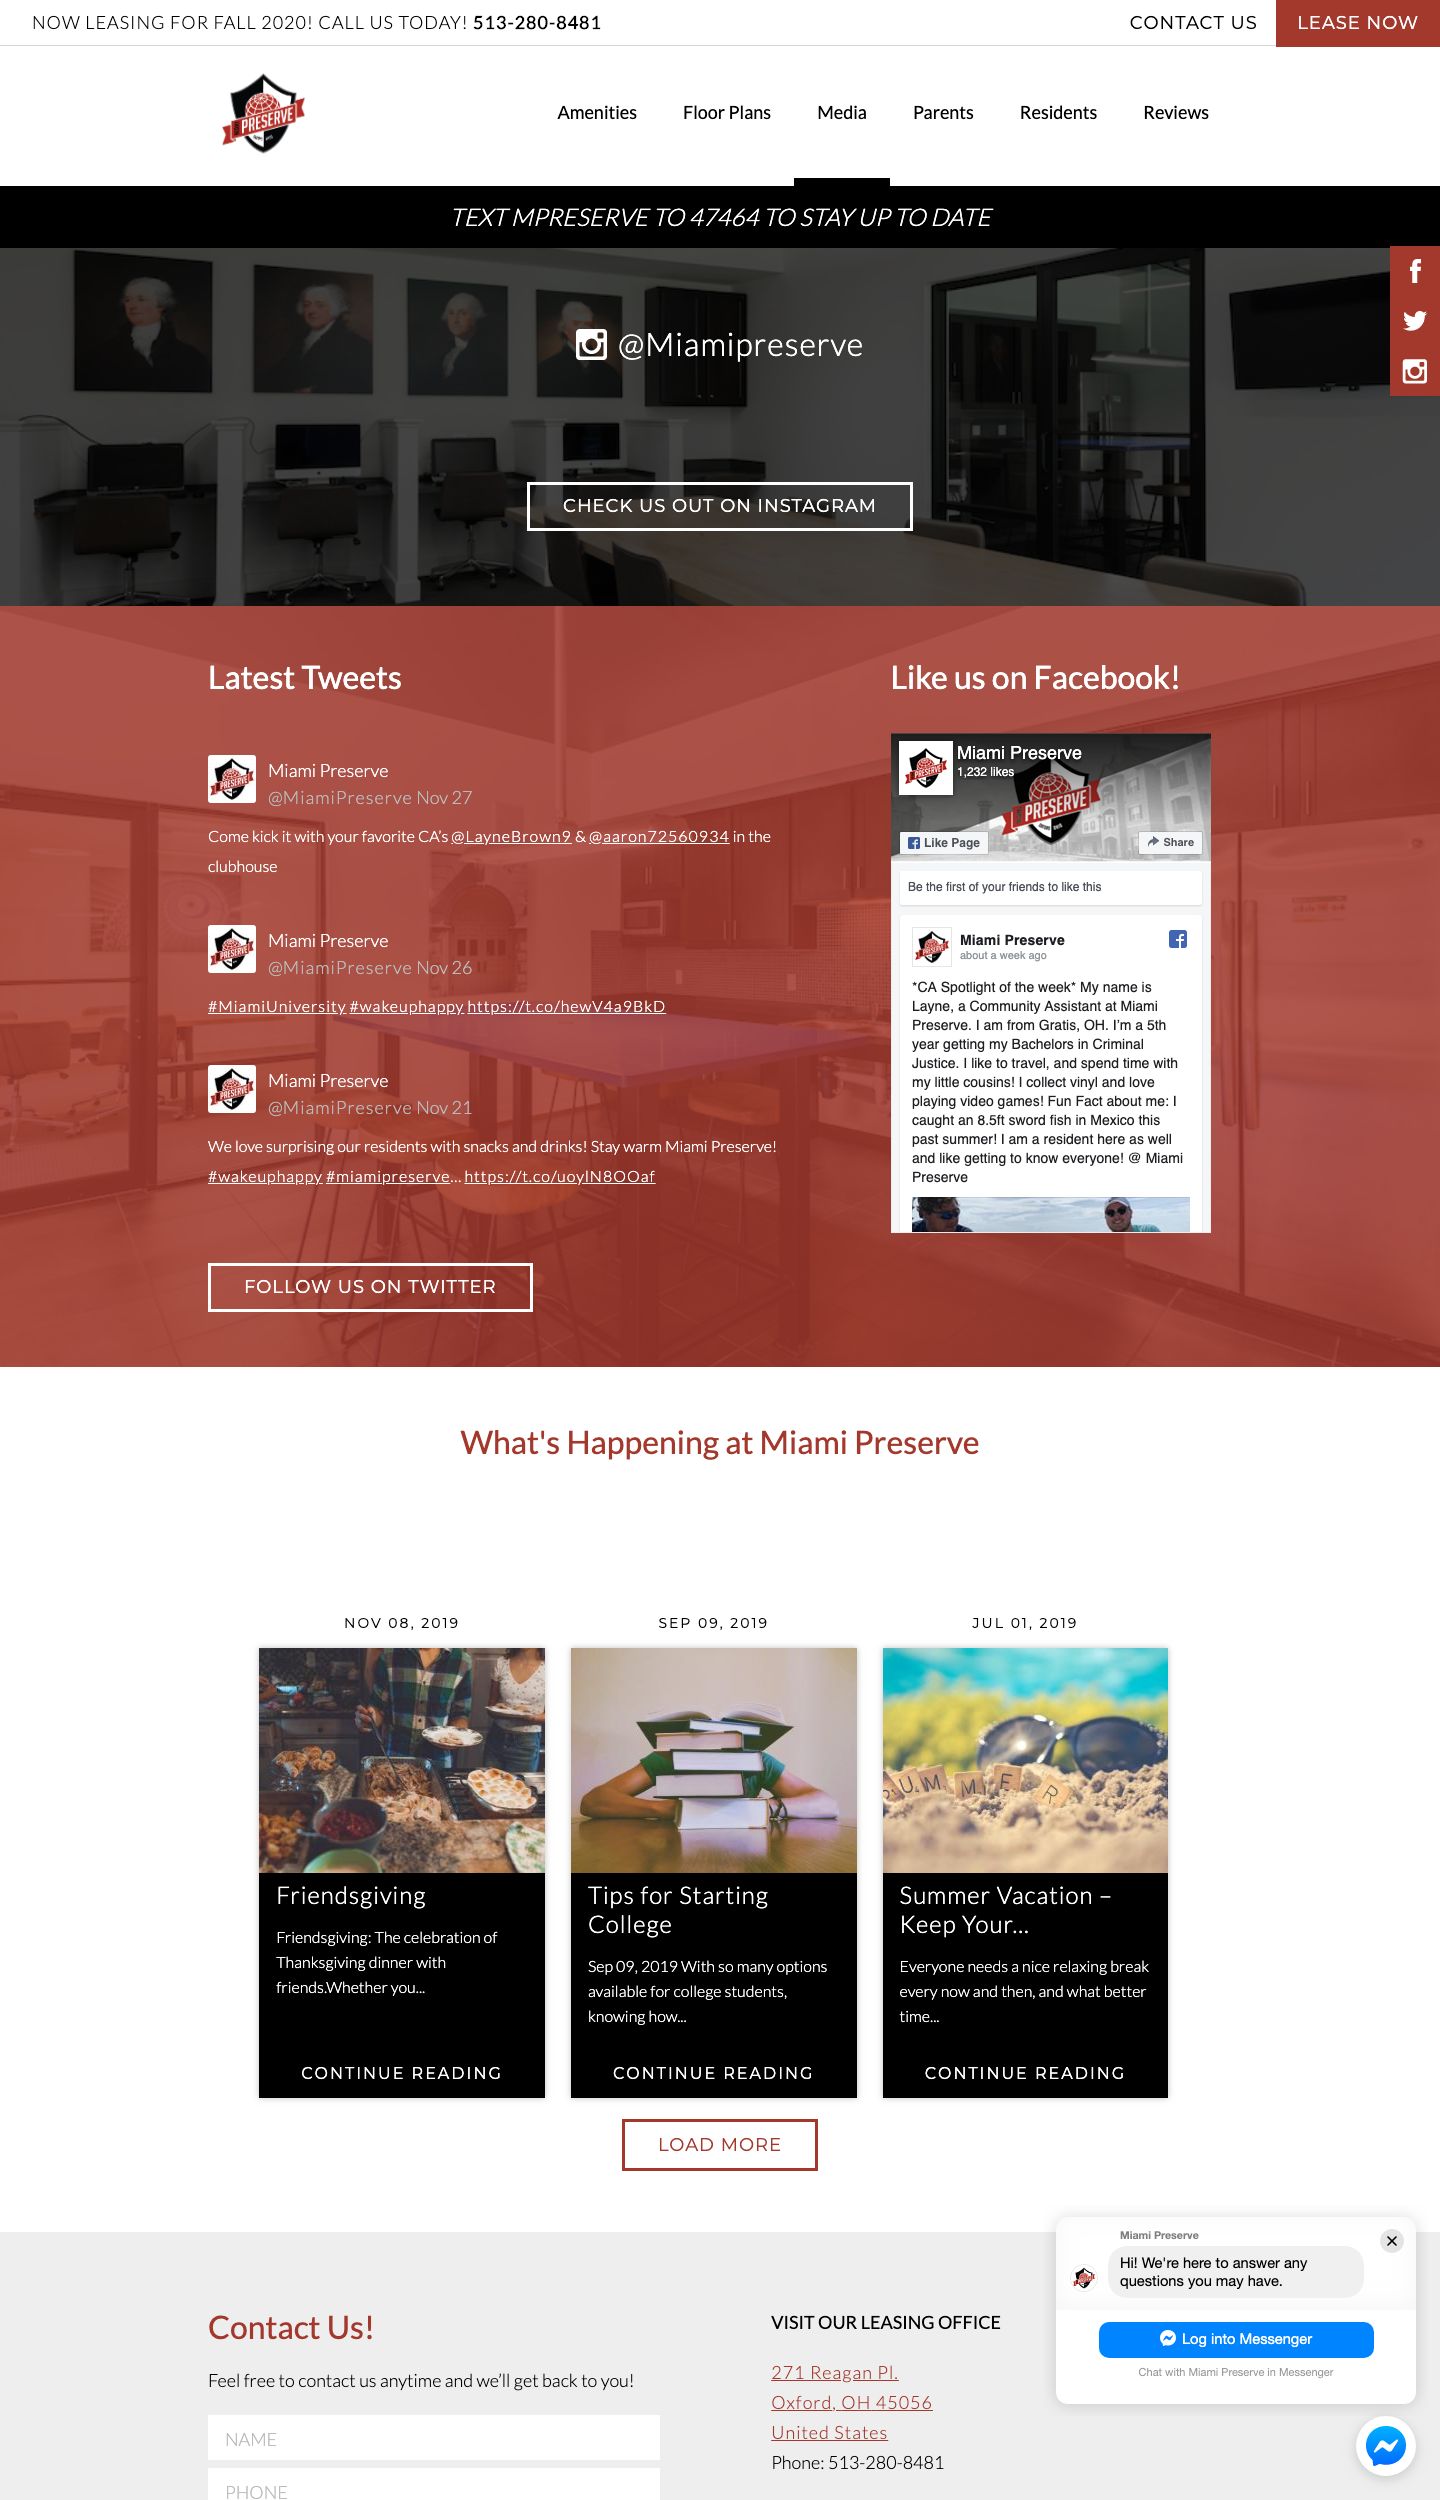 NOW LEASING FOR FALL 2020! CALL US TODAY! 513-280-8481
CONTACT US
LEASE NOW
PRESERVE
Amenities
Floor Plans
Media
Parents
Residents
Reviews
TEXT MPRESERVE TO 47464 TO STAY UP TO DATE
@Miamipreserve
CHECK US OUT ON INSTAGRAM
Latest Tweets
Miami Preserve
@MiamiPreserve Nov 27
Come kick it with your favorite CA's @LayneBrown9 & @aaron72560934 in the
clubhouse
Miami Preserve
@MiamiPreserve Nov 26
#MiamiUniversity #wakeuphappy https://t.co/hewV4a9BkD
Miami Preserve
@MiamiPreserve Nov 21
We love surprising our residents with snacks and drinks! Stay warm Miami Preserve!
#wakeuphappy #miamipreserve... https://t.co/uoylN8OOaf
FOLLOW US ON TWITTER
Like us on Facebook!
Miami Preserve
1,232 likes
PRESERVE
Like Page
Share
Be the first of your friends to like this
Miami Preserve
about a week ago
*CA Spotlight of the week* My name is
Layne, a Community Assistant at Miami
Preserve. I am from Gratis, OH. I'm a 5th
year getting my Bachelors in Criminal
Justice. I like to travel, and spend time with
my little cousins! I collect vinyl and love
playing video games! Fun Fact about me: I
caught an 8.5ft sword fish in Mexico this
past summer! I am a resident here as well
and like getting to know everyone! @ Miami
Preserve
What's Happening at Miami Preserve
NOV 08, 2019
Friendsgiving
Friendsgiving: The celebration of
Thanksgiving dinner with
friends.Whether you...
CONTINUE READING
SEP 09, 2019
Tips for Starting
College
Sep 09, 2019 With so many options
available for college students,
knowing how...
CONTINUE READING
JUL 01, 2019
SUMMER
Summer Vacation –
Keep Your...
Everyone needs a nice relaxing break
every now and then, and what better
time...
CONTINUE READING
LOAD MORE
Contact Us!
Feel free to contact us anytime and we'll get back to you!
NAME
PHONE
VISIT OUR LEASING OFFICE
271 Reagan Pl.
Oxford, OH 45056
United States
Phone: 513-280-8481
Miami Preserve
Hi! We're here to answer any
questions you may have.
Log into Messenger
Chat with Miami Preserve in Messenger